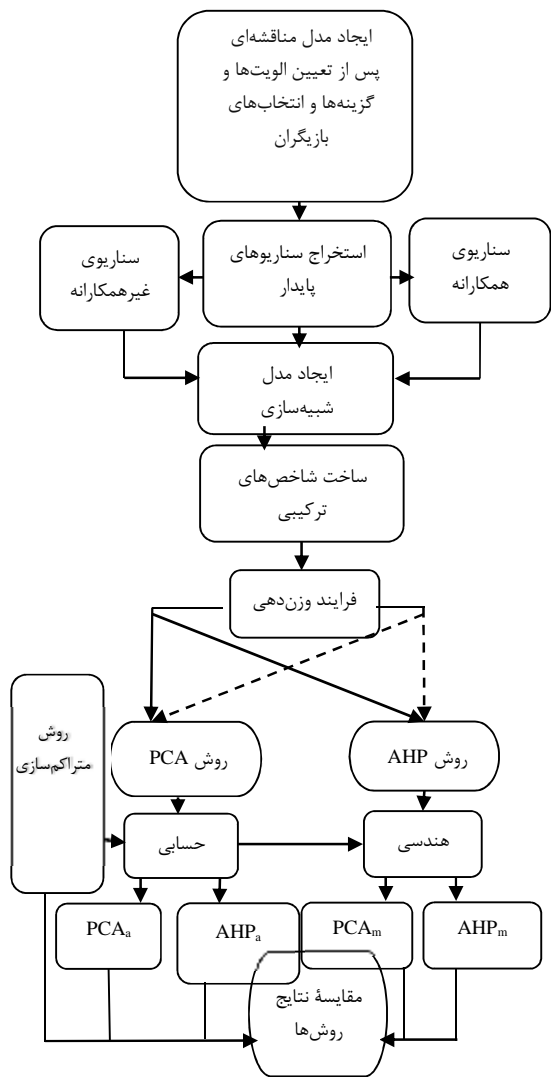 ایجاد مدل مناقشه‌ای
پس از تعیین الویت‌ها و
گزینه‌ها و انتخاب‌های
بازیگران
سناریوی
همکارانه
استخراج سناریوهای
پایدار
سناریوی
غیرهمکارانه
ایجاد مدل
شبیه‌سازی
ساخت شاخص‌های
ترکیبی
فرایند وزن‌دهی
روش
متراکم‌سازی
روش AHP
روش PCA
هندسی
حسابی
AHPm
PCAm
AHPa
PCAa
مقایسۀ نتایج
روش‌ها